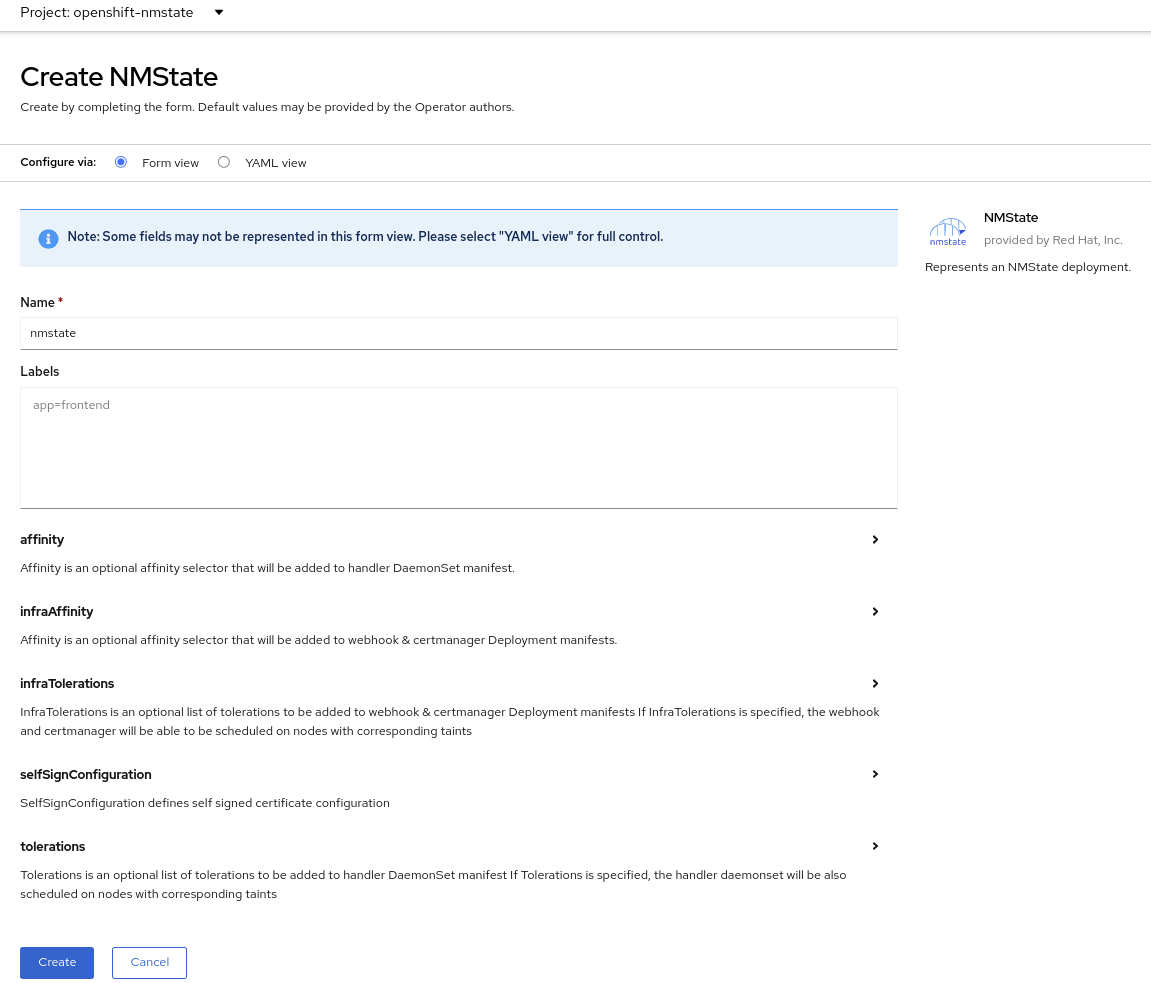 Project: openshift-nmstate
Create NMState
Create by completing the form. Default values may be provided by the Operator authors.
Configure via: Form view YAML view
Note: Some fields may not be represented in this form view. Please select "YAML view" for full control.
nmstate
NMState
provided by Red Hat, Inc.
Represents an NMState deployment.
Name *
nmstate
Labels
app=frontend
affinity
Affinity is an optional affinity selector that will be added to handler DaemonSet manifest.
infraAffinity
Affinity is an optional affinity selector that will be added to webhook & certmanager Deployment manifests.
infraTolerations
InfraTolerations is an optional list of tolerations to be added to webhook & certmanager Deployment manifests If InfraTolerations is specified, the webhook
and certmanager will be able to be scheduled on nodes with corresponding taints
selfSignConfiguration
SelfSignConfiguration defines self signed certificate configuration
tolerations
Tolerations is an optional list of tolerations to be added to handler DaemonSet manifest If Tolerations is specified, the handler daemonset will be also
scheduled on nodes with corresponding taints
Create Cancel